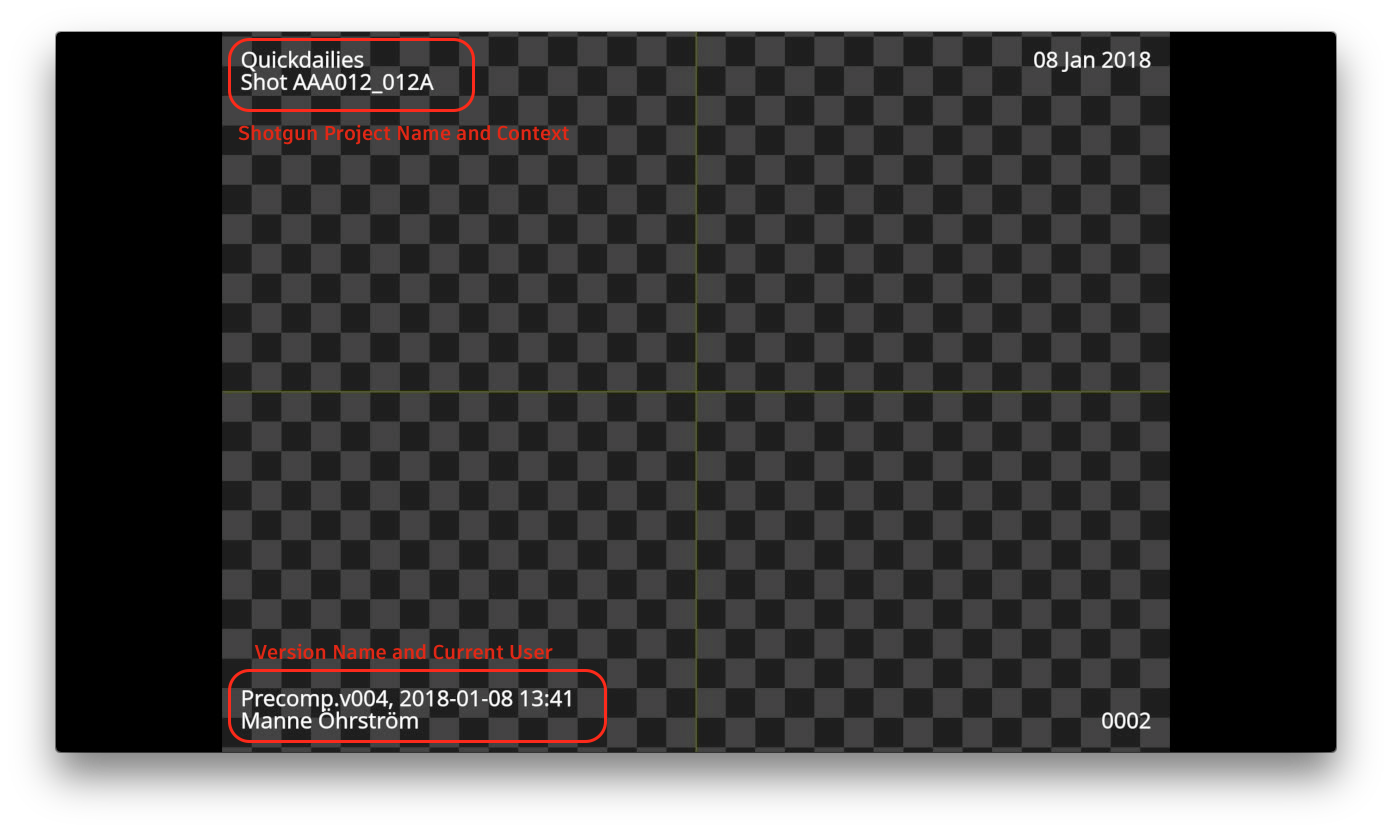 Quickdailies
Shot AAA012_012A
08 Jan 2018
Shotgun Project Name and Context
Version Name and Current User
Precomp.v004, 2018-01-08 13:41
Manne Öhrström
0002